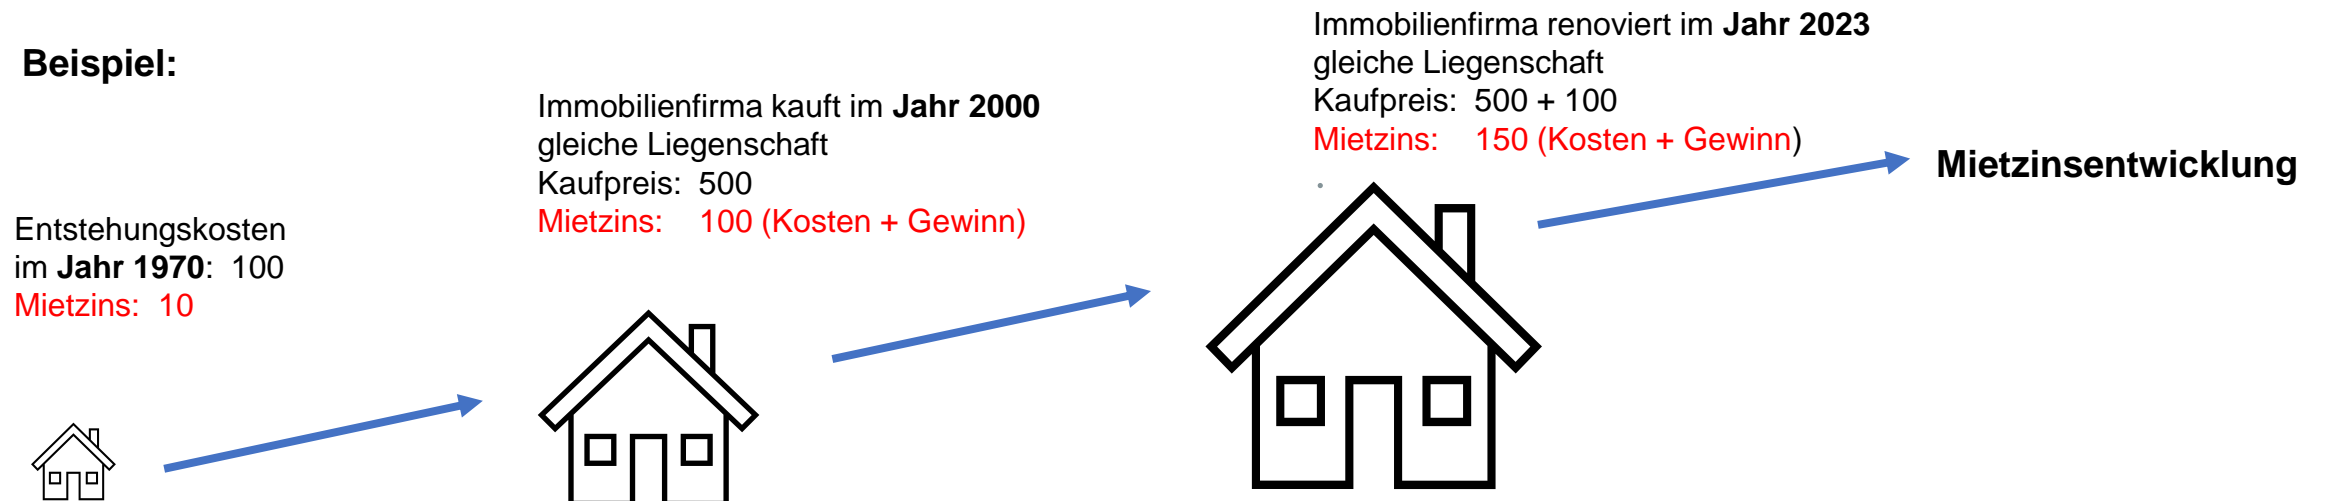 Beispiel:
Entstehungskosten
im Jahr 1970:  100
Mietzins:  10
Immobilienfirma kauft im Jahr 2000
gleiche Liegenschaft
Kaufpreis:  500
Mietzins:    100 (Kosten + Gewinn)
Immobilienfirma renoviert im Jahr 2023
gleiche Liegenschaft
Kaufpreis:  500 + 100
Mietzins:    150 (Kosten + Gewinn)
.
Mietzinsentwicklung